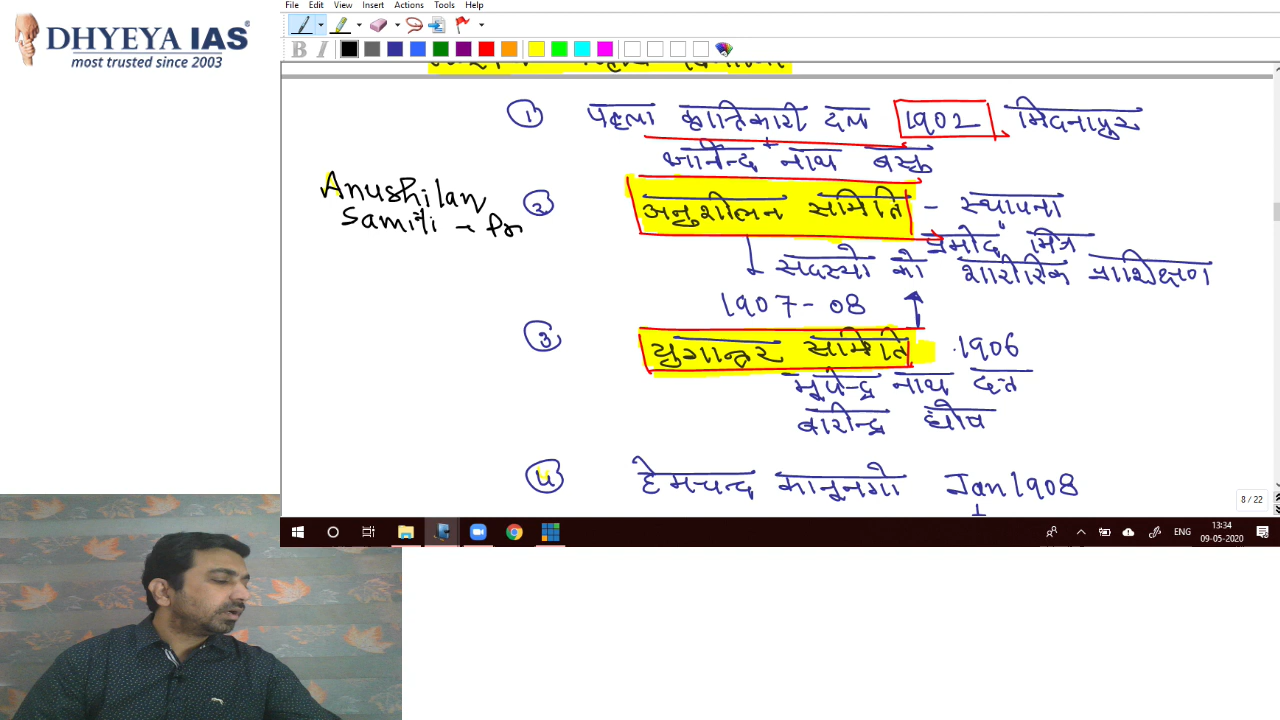 DHYEYA IAS
most trusted since 2003
File Edit View Insert Actions Tools Help
B I
① पहला क्रान्तिकारी दल 1902 मिदनापुर
ज्ञानेन्द्र नाथ बसु
Anushilan
Samiti - Pr
② अनुशीलन समिति - स्थापना
प्रमोद मित्र
सदस्यो को शारीरिक प्रशिक्षण
1907-08
③ युगान्तर समिति 1906
भूपेन्द्र नाथ दत्त
बारीन्द्र घोष
④ हेमचन्द कानूनगो Jan 1908
8 / 22
ENG
13:34
09-05-2020